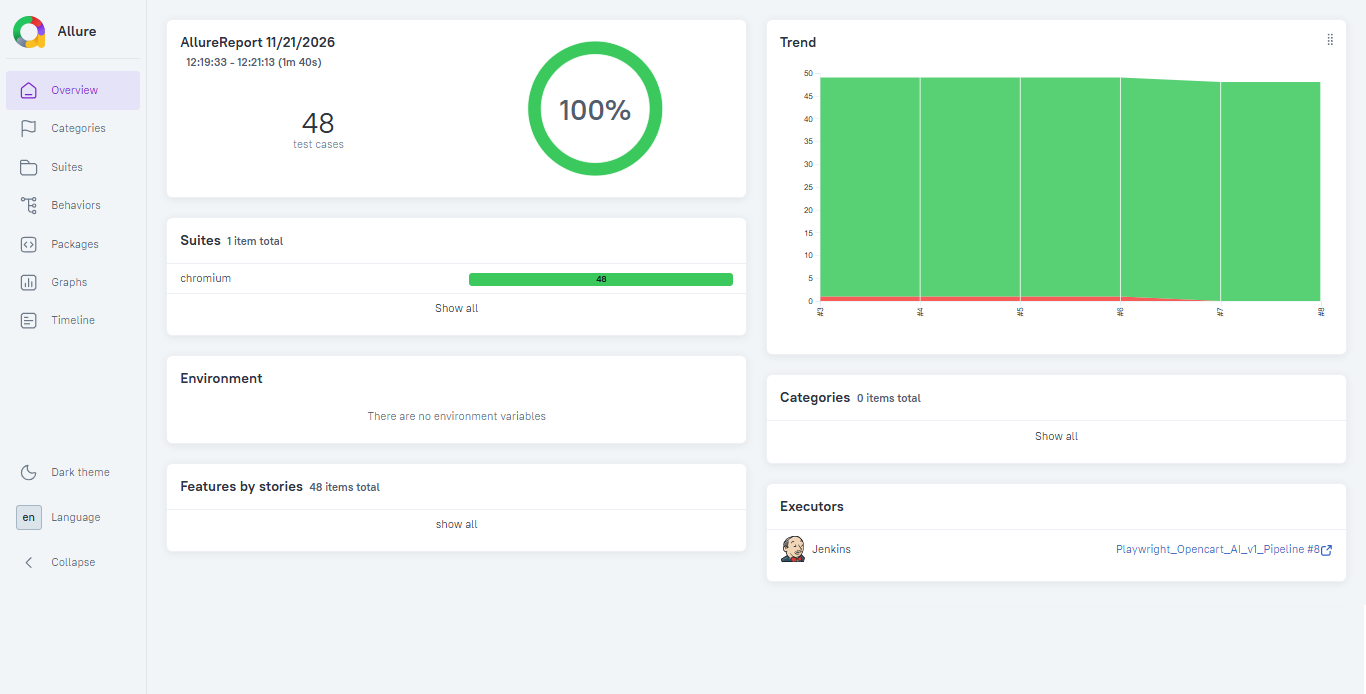 Allure
Overview
Categories
Suites
Behaviors
Packages
Graphs
Timeline
Dark theme
en Language
Collapse
AllureReport 11/21/2026
12:19:33 - 12:21:13 (1m 40s)
48
test cases
100%
Suites 1 item total
chromium 48
Show all
Environment
There are no environment variables
Features by stories 48 items total
show all
Trend
50
45
40
35
30
25
20
15
10
5
0
#3 #4 #5 #6 #7 #8
Categories 0 items total
Show all
Executors
Jenkins Playwright_Opencart_AI_v1_Pipeline #8